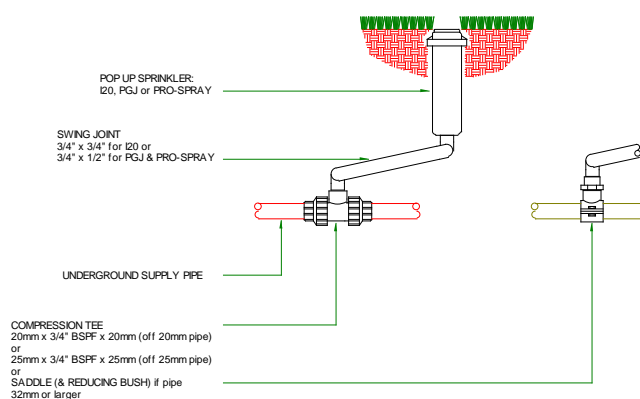 POP UP SPRINKLER:
I20, PGJ or PRO-SPRAY
SWING JOINT
3/4" x 3/4" for I20 or
3/4" x 1/2" for PGJ & PRO-SPRAY
UNDERGROUND SUPPLY PIPE
COMPRESSION TEE
20mm x 3/4" BSPF x 20mm (off 20mm pipe)
or
25mm x 3/4" BSPF x 25mm (off 25mm pipe)
or
SADDLE (& REDUCING BUSH) if pipe
32mm or larger